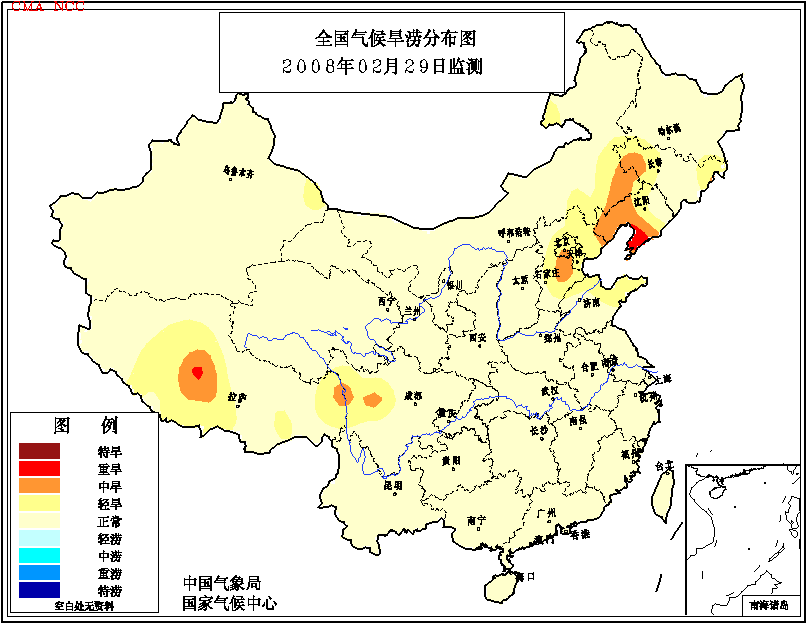 CMA NCC
全国气候旱涝分布图
2008年02月29日监测
哈尔滨
长春
乌鲁木齐
沈阳
呼和浩特
北京
天津
石家庄
太原
银川
西宁
兰州
济南
郑州
西安
合肥
南京
上海
拉萨
成都
武汉
杭州
重庆
长沙
南昌
贵阳
福州
台北
昆明
南宁
广州
澳门
香港
海口
图 例
特旱
重旱
中旱
轻旱
正常
轻涝
中涝
重涝
特涝
空白处无资料
中国气象局
国家气候中心
南海诸岛